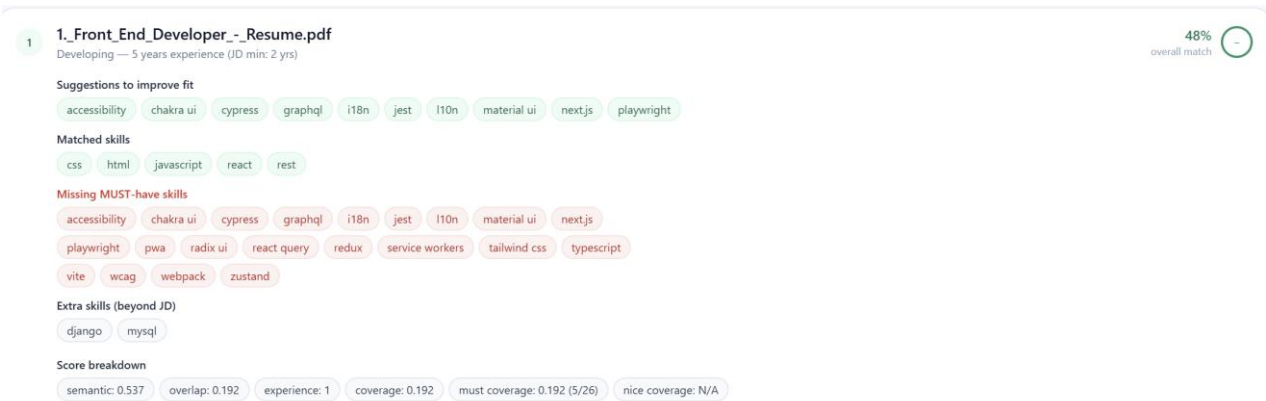 1
1._Front_End_Developer_-_Resume.pdf
48%
Developing — 5 years experience (JD min: 2 yrs)
overall match
–
Suggestions to improve fit
accessibility chakra ui cypress graphql i18n jest l10n material ui next.js playwright
Matched skills
css html javascript react rest
Missing MUST-have skills
accessibility chakra ui cypress graphql i18n jest l10n material ui next.js
playwright pwa radix ui react query redux service workers tailwind css typescript
vite wcag webpack zustand
Extra skills (beyond JD)
django mysql
Score breakdown
semantic: 0.537 overlap: 0.192 experience: 1 coverage: 0.192 must coverage: 0.192 (5/26) nice coverage: N/A